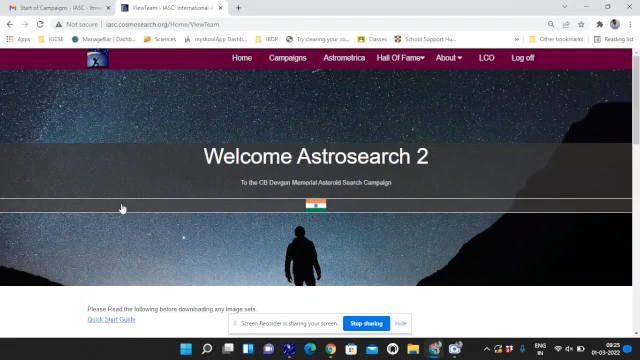 Start of Campaigns - IASC- itnvi
ViewTeam - IASC: International A
Not secure
iasc.cosmosearch.org/Home/ViewTeam
Apps
IGCSE
ManageBac | Dashb...
Sciences
myskoolApp Dashb...
IBDP
Try clearing your co...
Classes
School Support Hu...
Other bookmarks
Reading list
Home
Campaigns
Astrometrica
Hall Of Fame
About
LCO
Log off
Welcome Astrosearch 2
To the CB Devgun Memorial Asteroid Search Campaign
Please Read the following before downloading any image sets.
Quick Start Guide
Screen Recorder is sharing your screen.
Stop sharing
Hide
ENG
IN
09:25
01-03-2022